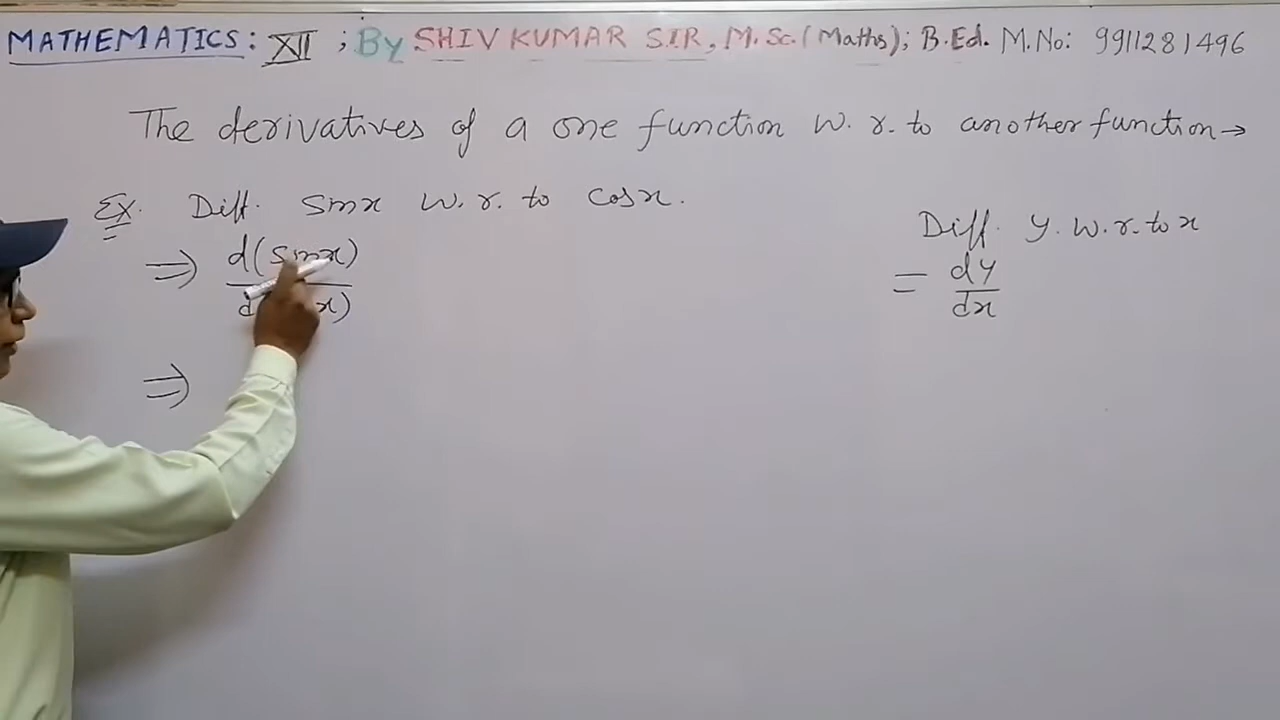 MATHEMATICS: XII ; By SHIV KUMAR SIR, M.Sc.(Maths); B.Ed. M.No: 9911281496
The derivatives of a one function w.r.to another function→
Ex. Diff. Sinx w.r.to Cosx.
⇒ d(Sinx)
d x)
⇒
Diff. y.w.r.to x
= dy
dx